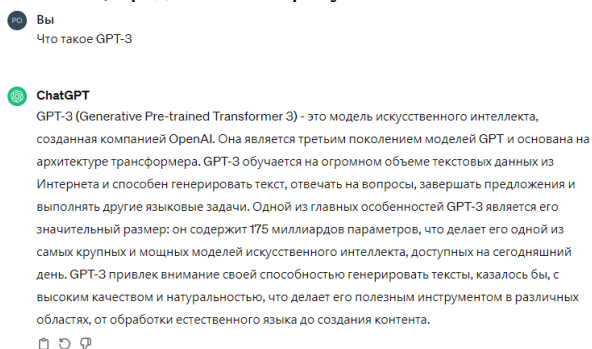 РО Вы
Что такое GPT-3
ChatGPT
GPT-3 (Generative Pre-trained Transformer 3) - это модель искусственного интеллекта,
созданная компанией OpenAI. Она является третьим поколением моделей GPT и основана на
архитектуре трансформера. GPT-3 обучается на огромном объеме текстовых данных из
Интернета и способен генерировать текст, отвечать на вопросы, завершать предложения и
выполнять другие языковые задачи. Одной из главных особенностей GPT-3 является его
значительный размер: он содержит 175 миллиардов параметров, что делает его одной из
самых крупных и мощных моделей искусственного интеллекта, доступных на сегодняшний
день. GPT-3 привлек внимание своей способностью генерировать тексты, казалось бы, с
высоким качеством и натуральностью, что делает его полезным инструментом в различных
областях, от обработки естественного языка до создания контента.